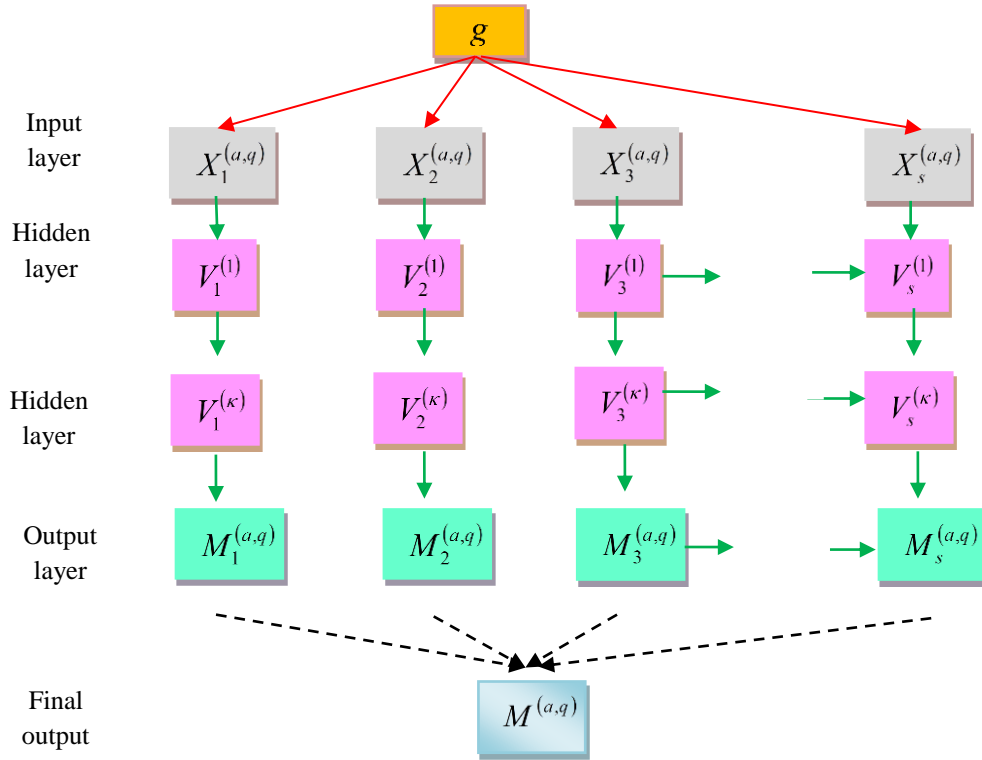 g
Input
layer
X_1^{(a,q)} X_2^{(a,q)} X_3^{(a,q)} X_s^{(a,q)}
Hidden
layer
V_1^{(1)} V_2^{(1)} V_3^{(1)} V_s^{(1)}
Hidden
layer
V_1^{(κ)} V_2^{(κ)} V_3^{(κ)} V_s^{(κ)}
Output
layer
M_1^{(a,q)} M_2^{(a,q)} M_3^{(a,q)} M_s^{(a,q)}
Final
output
M^{(a,q)}